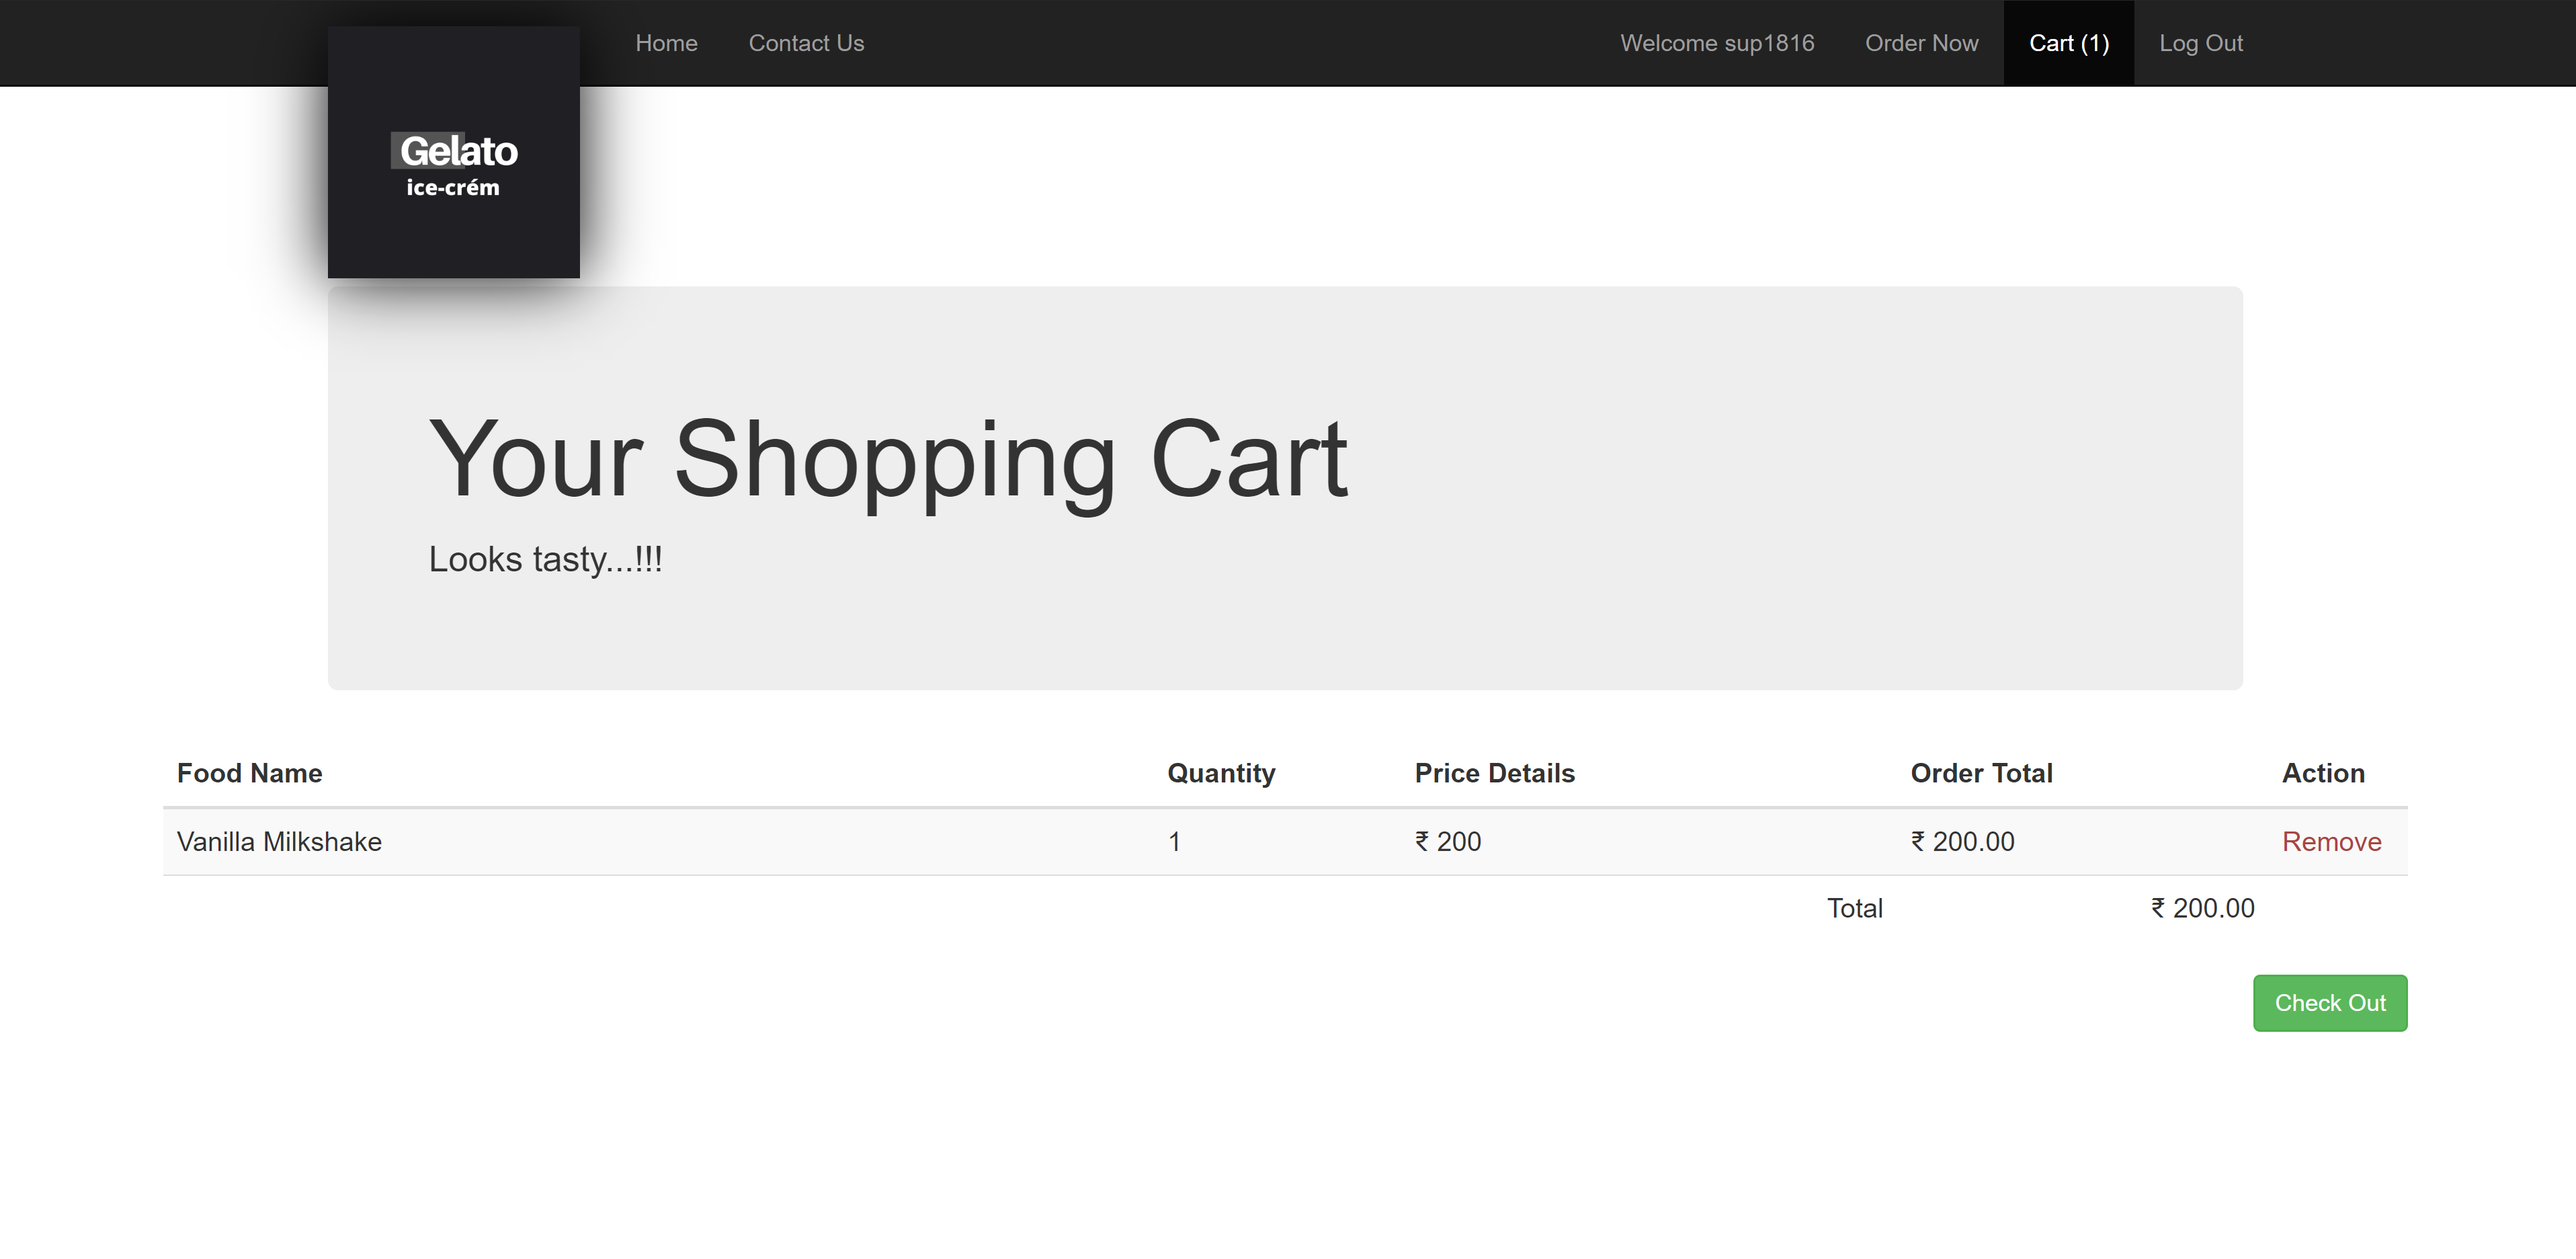 Home Contact Us Welcome sup1816 Order Now Cart (1) Log Out
Gelato
ice-crém
Your Shopping Cart
Looks tasty...!!!
Food Name Quantity Price Details Order Total Action
Vanilla Milkshake 1 ₹ 200 ₹ 200.00 Remove
Total ₹ 200.00
Check Out